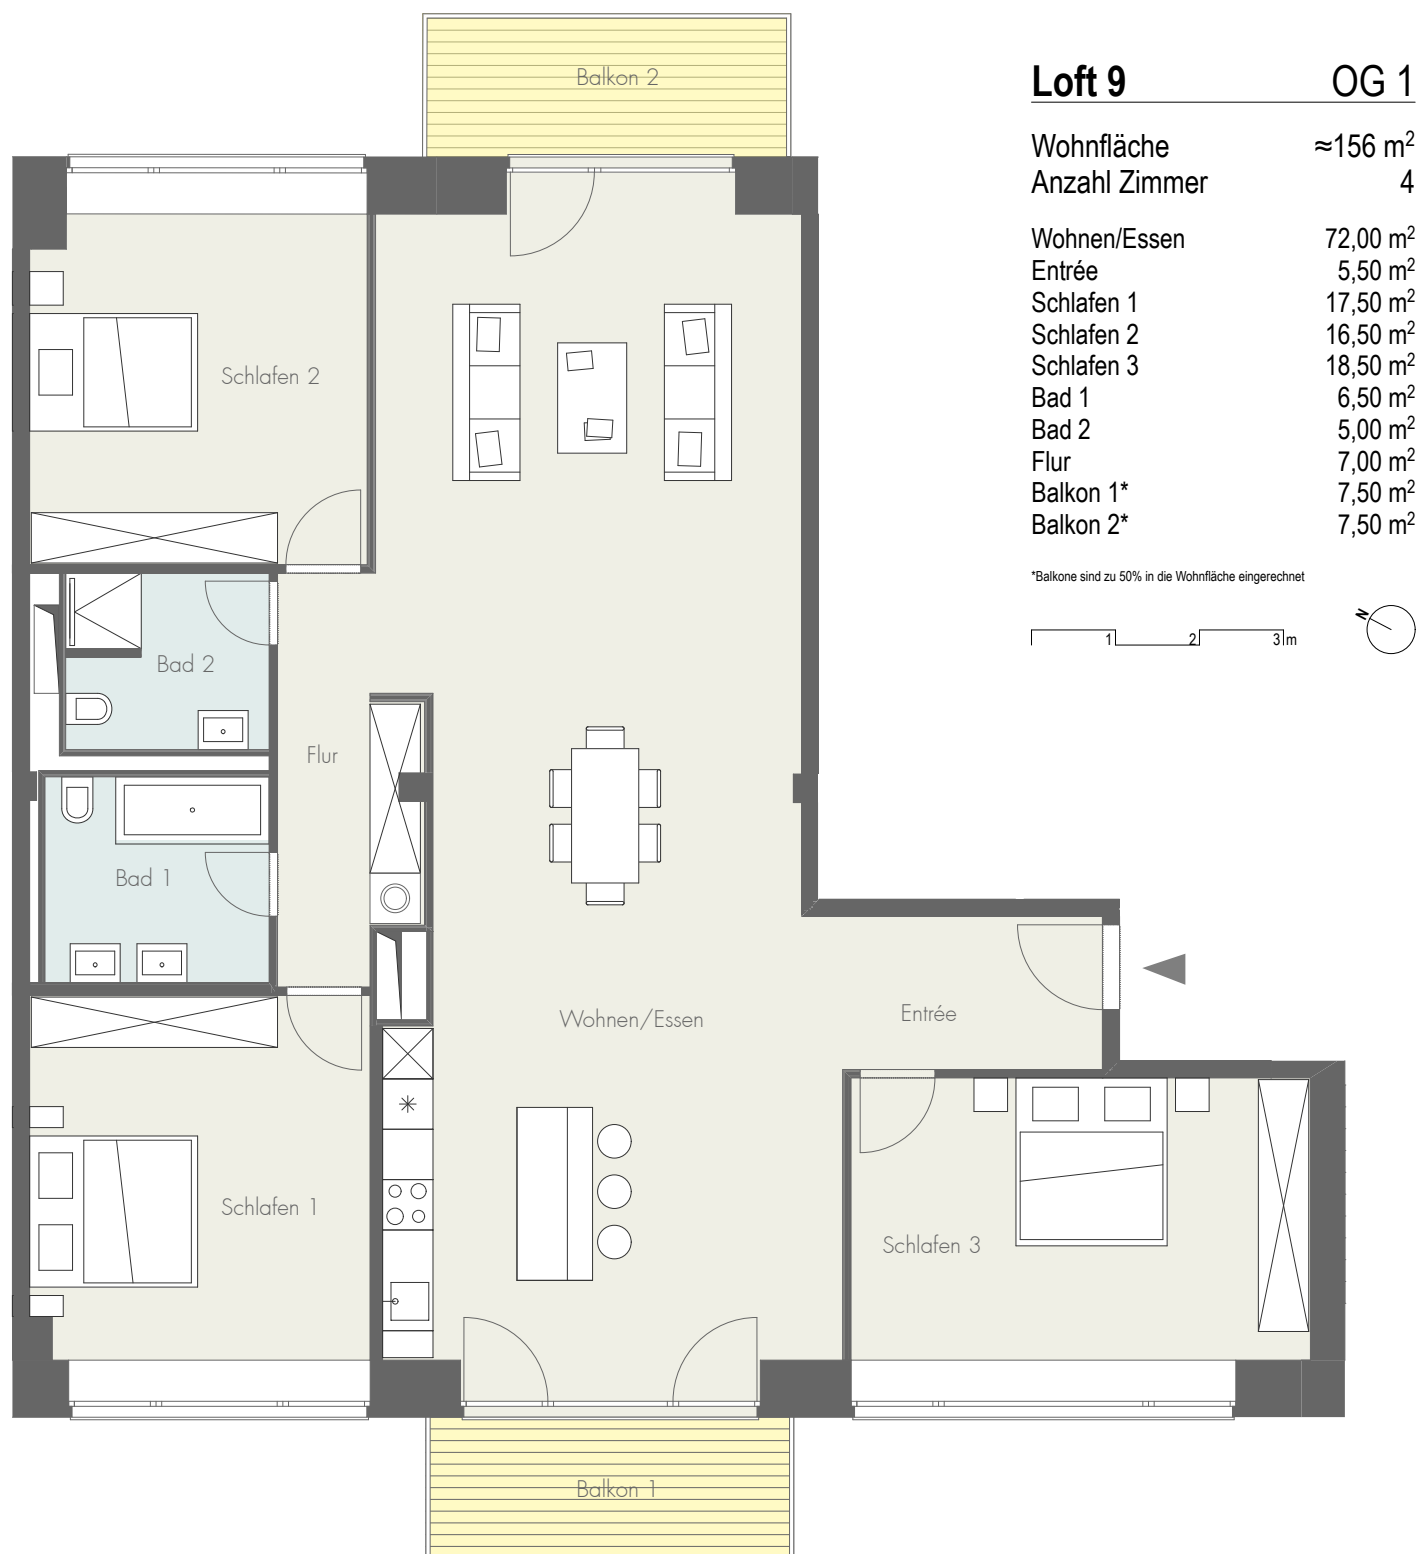 Balkon 2
Loft 9 OG 1
Wohnfläche ≈156 m²
Anzahl Zimmer 4
Wohnen/Essen 72,00 m²
Entrée 5,50 m²
Schlafen 1 17,50 m²
Schlafen 2 16,50 m²
Schlafen 3 18,50 m²
Bad 1 6,50 m²
Bad 2 5,00 m²
Flur 7,00 m²
Balkon 1* 7,50 m²
Balkon 2* 7,50 m²
*Balkone sind zu 50% in die Wohnfläche eingerechnet
1 2 3 m
N
Schlafen 2
Bad 2
Flur
Bad 1
Wohnen/Essen
Entrée
Schlafen 1
Schlafen 3
Balkon 1